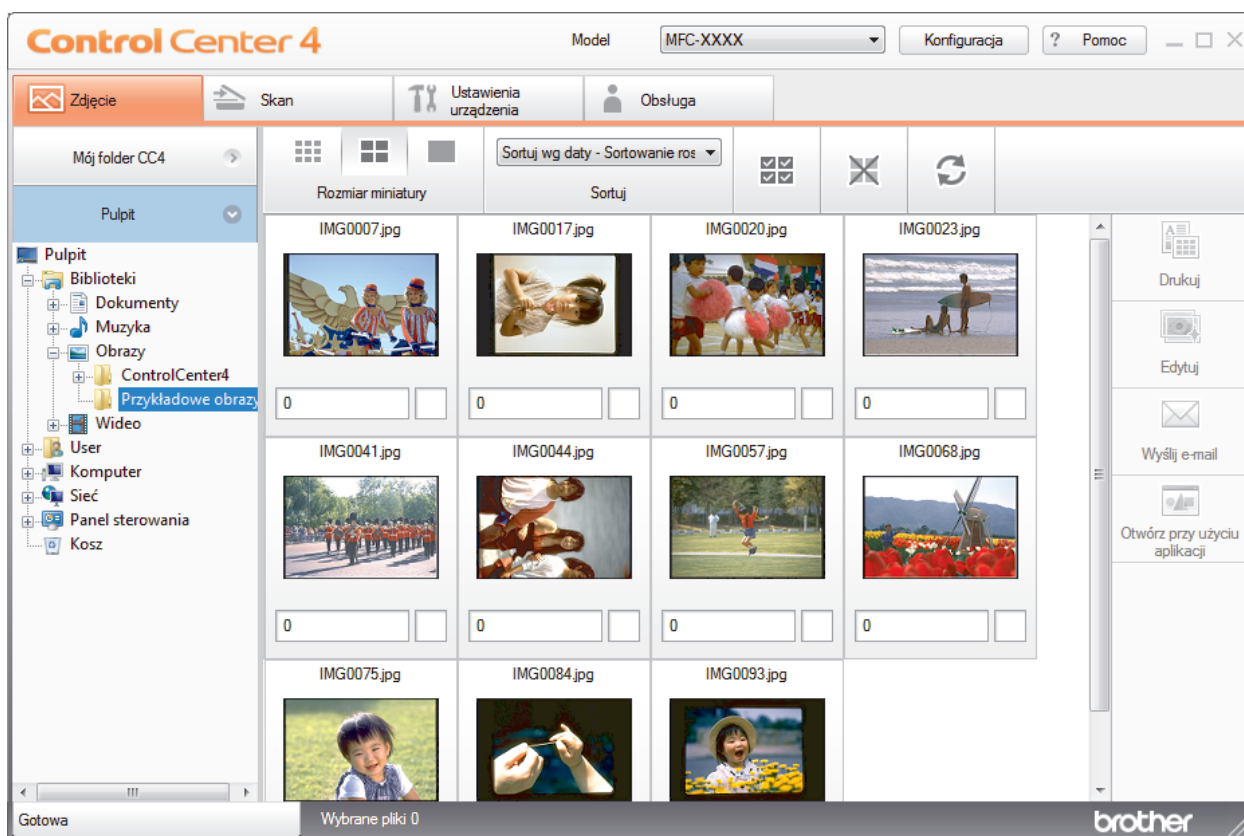 ControlCenter4
Model
MFC-XXXX
Konfiguracja
? Pomoc
Zdjęcie
Skan
Ustawienia
urządzenia
Obsługa
Mój folder CC4
Pulpit
Rozmiar miniatury
Sortuj wg daty - Sortowanie ros
Sortuj
Pulpit
Biblioteki
Dokumenty
Muzyka
Obrazy
ControlCenter4
Przykładowe obrazy
Wideo
User
Komputer
Sieć
Panel sterowania
Kosz
IMG0007.jpg
IMG0017.jpg
IMG0020.jpg
IMG0023.jpg
0
0
0
0
IMG0041.jpg
IMG0044.jpg
IMG0057.jpg
IMG0068.jpg
0
0
0
0
IMG0075.jpg
IMG0084.jpg
IMG0093.jpg
Drukuj
Edytuj
Wyślij e-mail
Otwórz przy użyciu
aplikacji
Gotowa
Wybrane pliki 0
brother